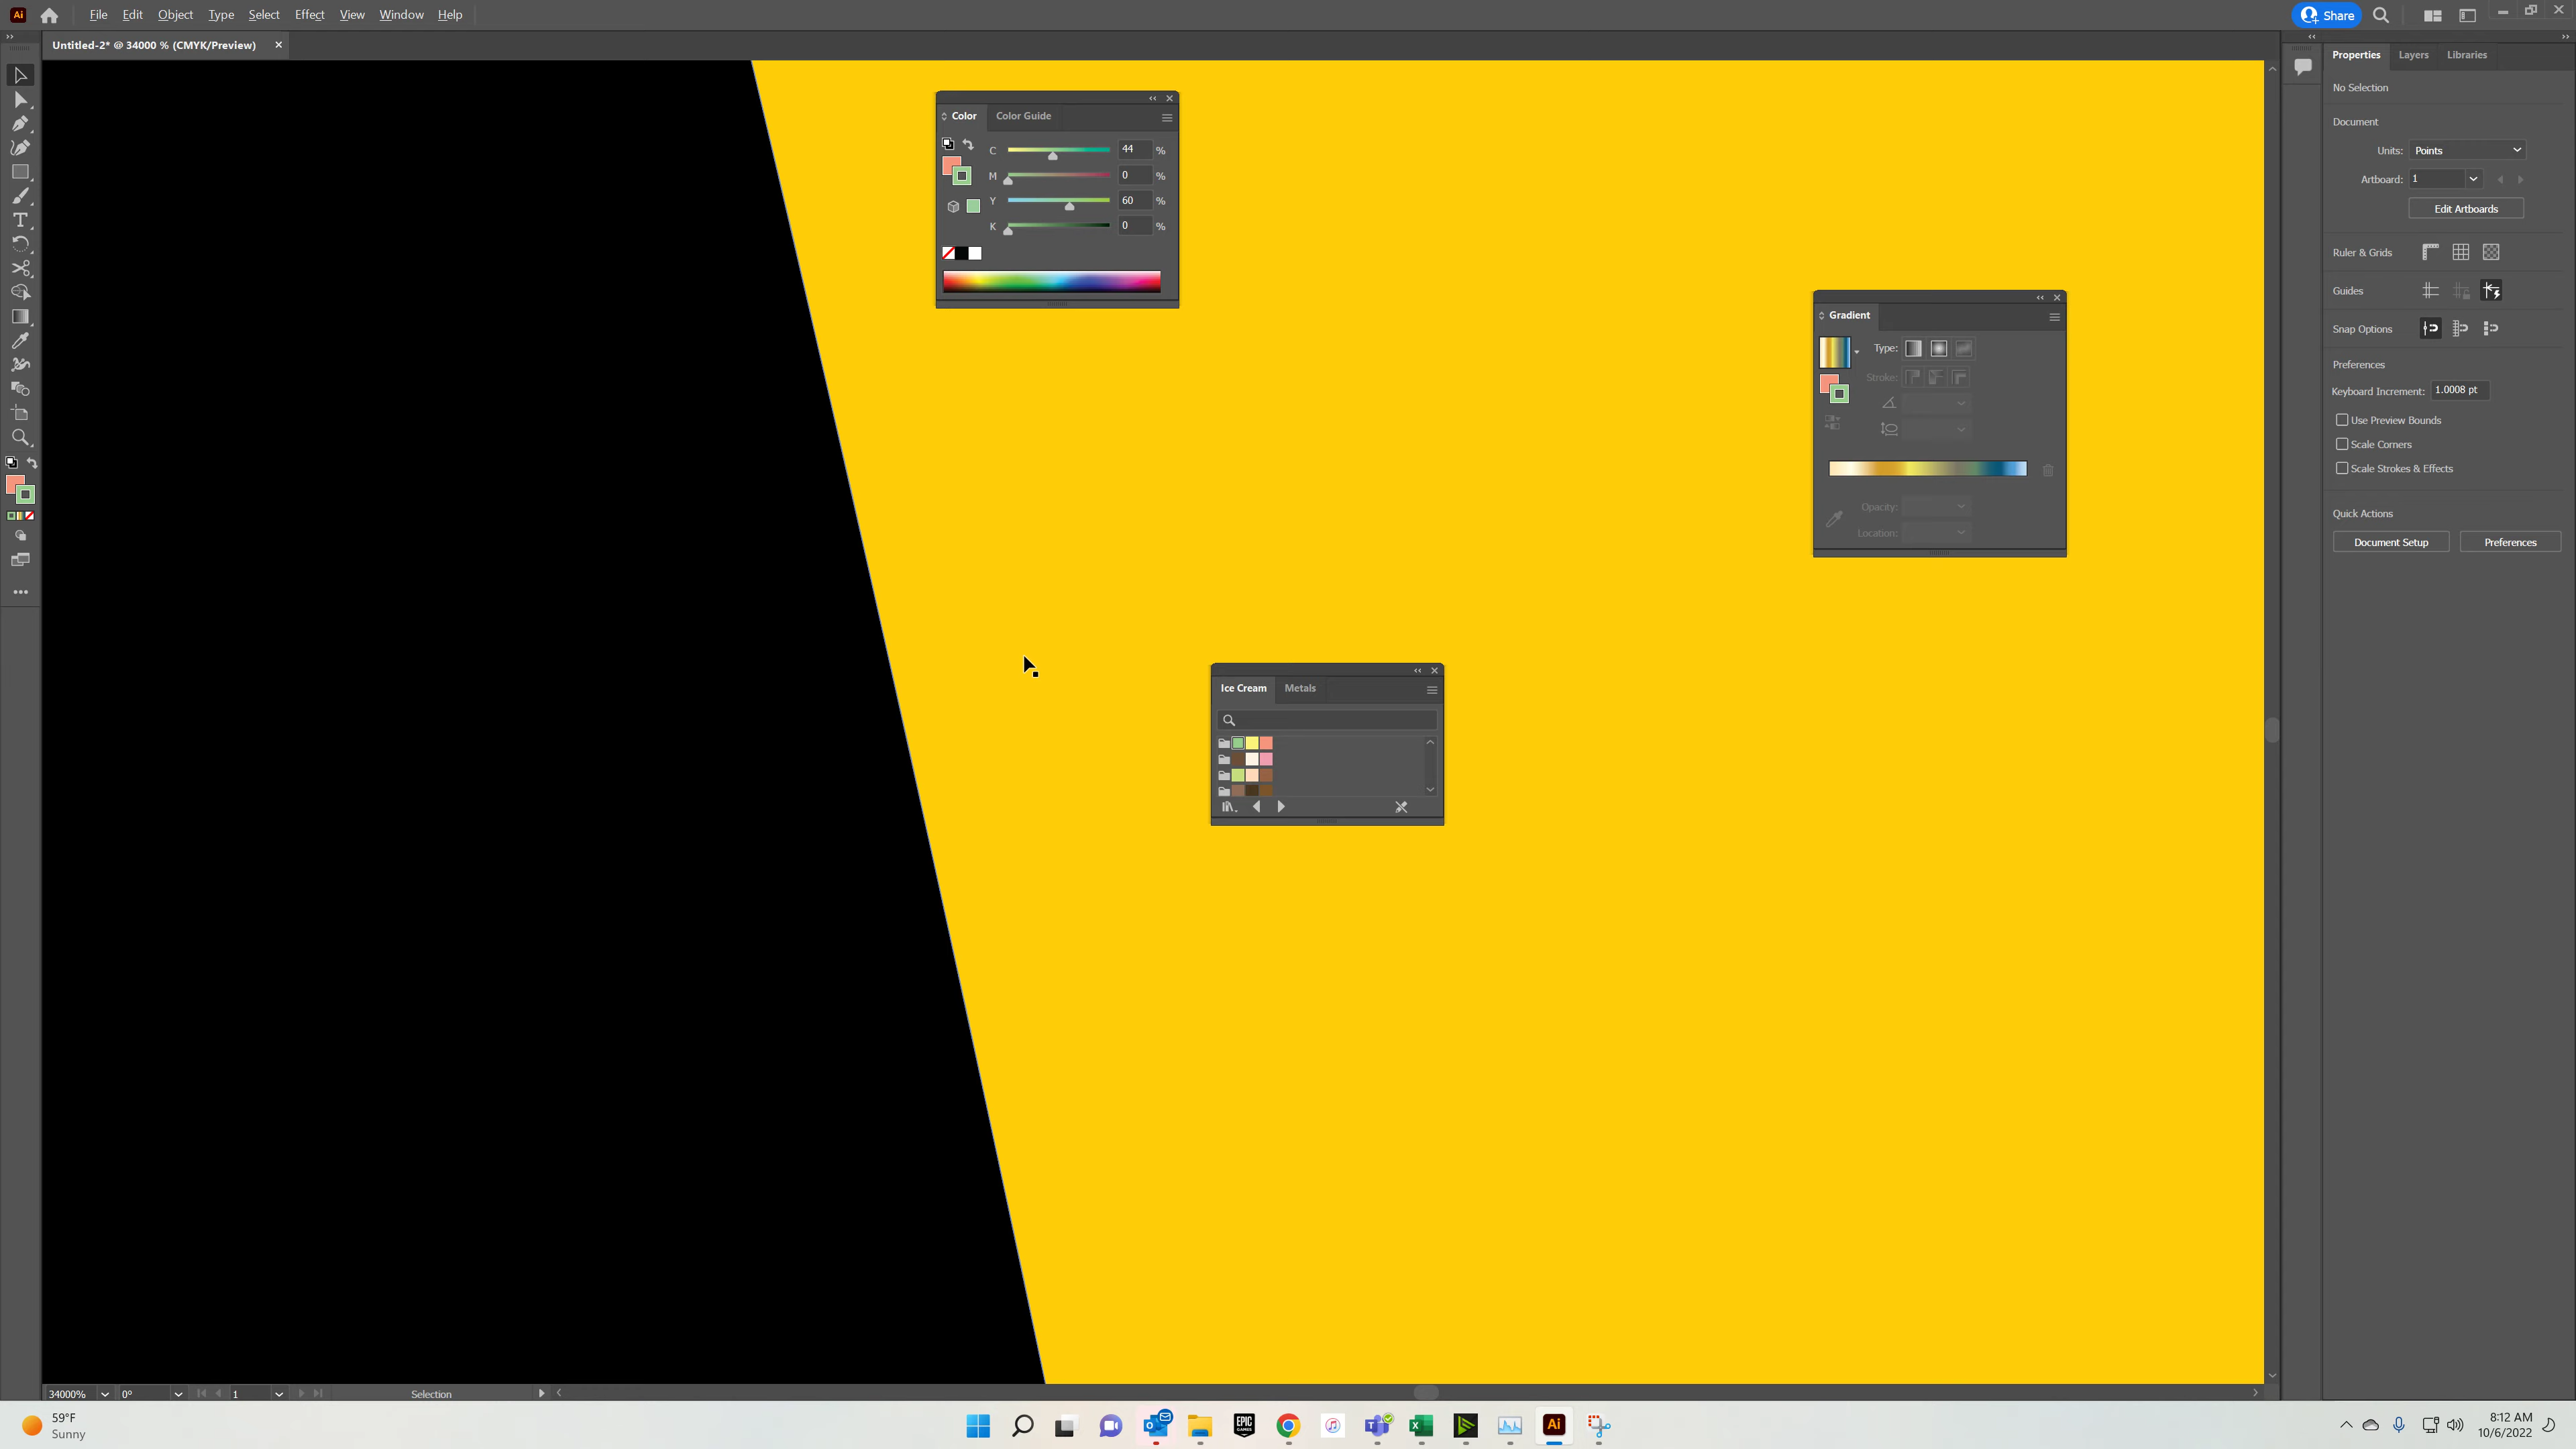 Ai File Edit Object Type Select Effect View Window Help Share
Untitled-2* @ 34000 % (CMYK/Preview)
Properties Layers Libraries
No Selection
Document
Units: Points
Artboard: 1
Edit Artboards
Ruler & Grids
Guides
Snap Options
Preferences
Keyboard Increment: 1.0008 pt
Use Preview Bounds
Scale Corners
Scale Strokes & Effects
Quick Actions
Document Setup Preferences
Color Color Guide
C 44 %
M 0 %
Y 60 %
K 0 %
Gradient
Type:
Stroke:
Opacity:
Location:
Ice Cream Metals
34000% 0° 1 Selection
59°F
Sunny
EPIC
GAMES
Ai
8:12 AM
10/6/2022